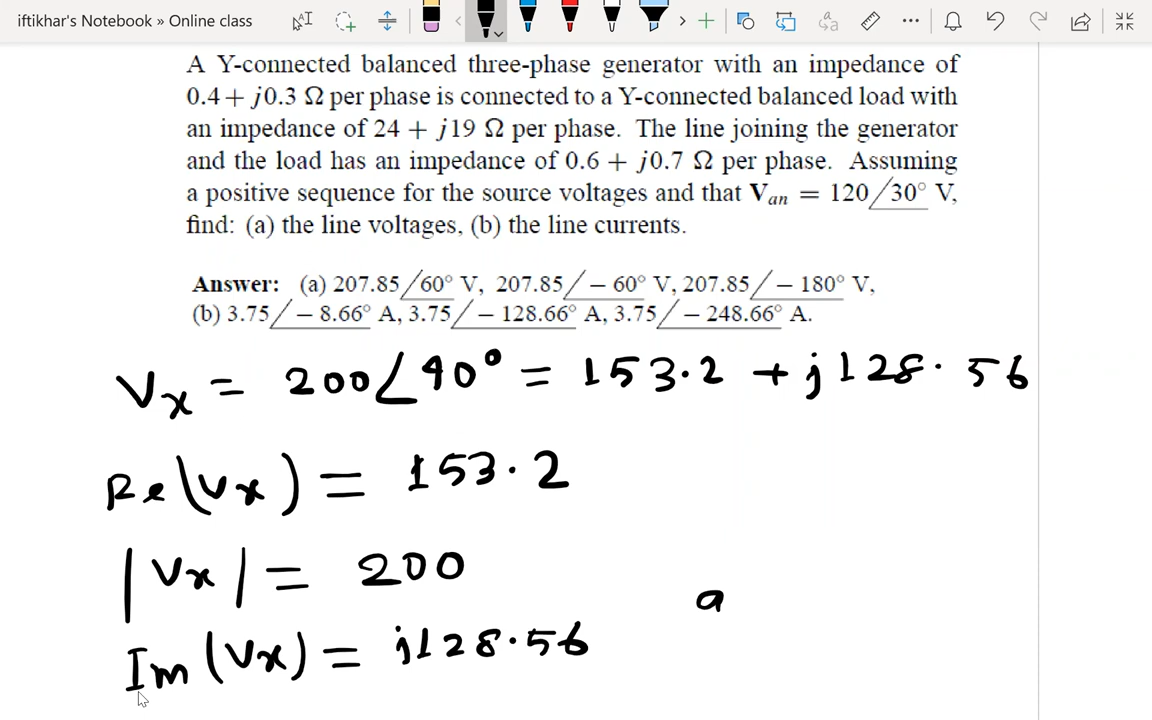 iftikhar's Notebook » Online class
A Y-connected balanced three-phase generator with an impedance of
0.4 + j0.3 Ω per phase is connected to a Y-connected balanced load with
an impedance of 24 + j19 Ω per phase. The line joining the generator
and the load has an impedance of 0.6 + j0.7 Ω per phase. Assuming
a positive sequence for the source voltages and that Van = 120/30° V,
find: (a) the line voltages, (b) the line currents.
Answer: (a) 207.85/60° V, 207.85/− 60° V, 207.85/− 180° V,
(b) 3.75/− 8.66° A, 3.75/− 128.66° A, 3.75/− 248.66° A.
Vx = 200∠40° = 153.2 + j128.56
Re(Vx) = 153.2
|Vx| = 200
a
Im(Vx) = j128.56